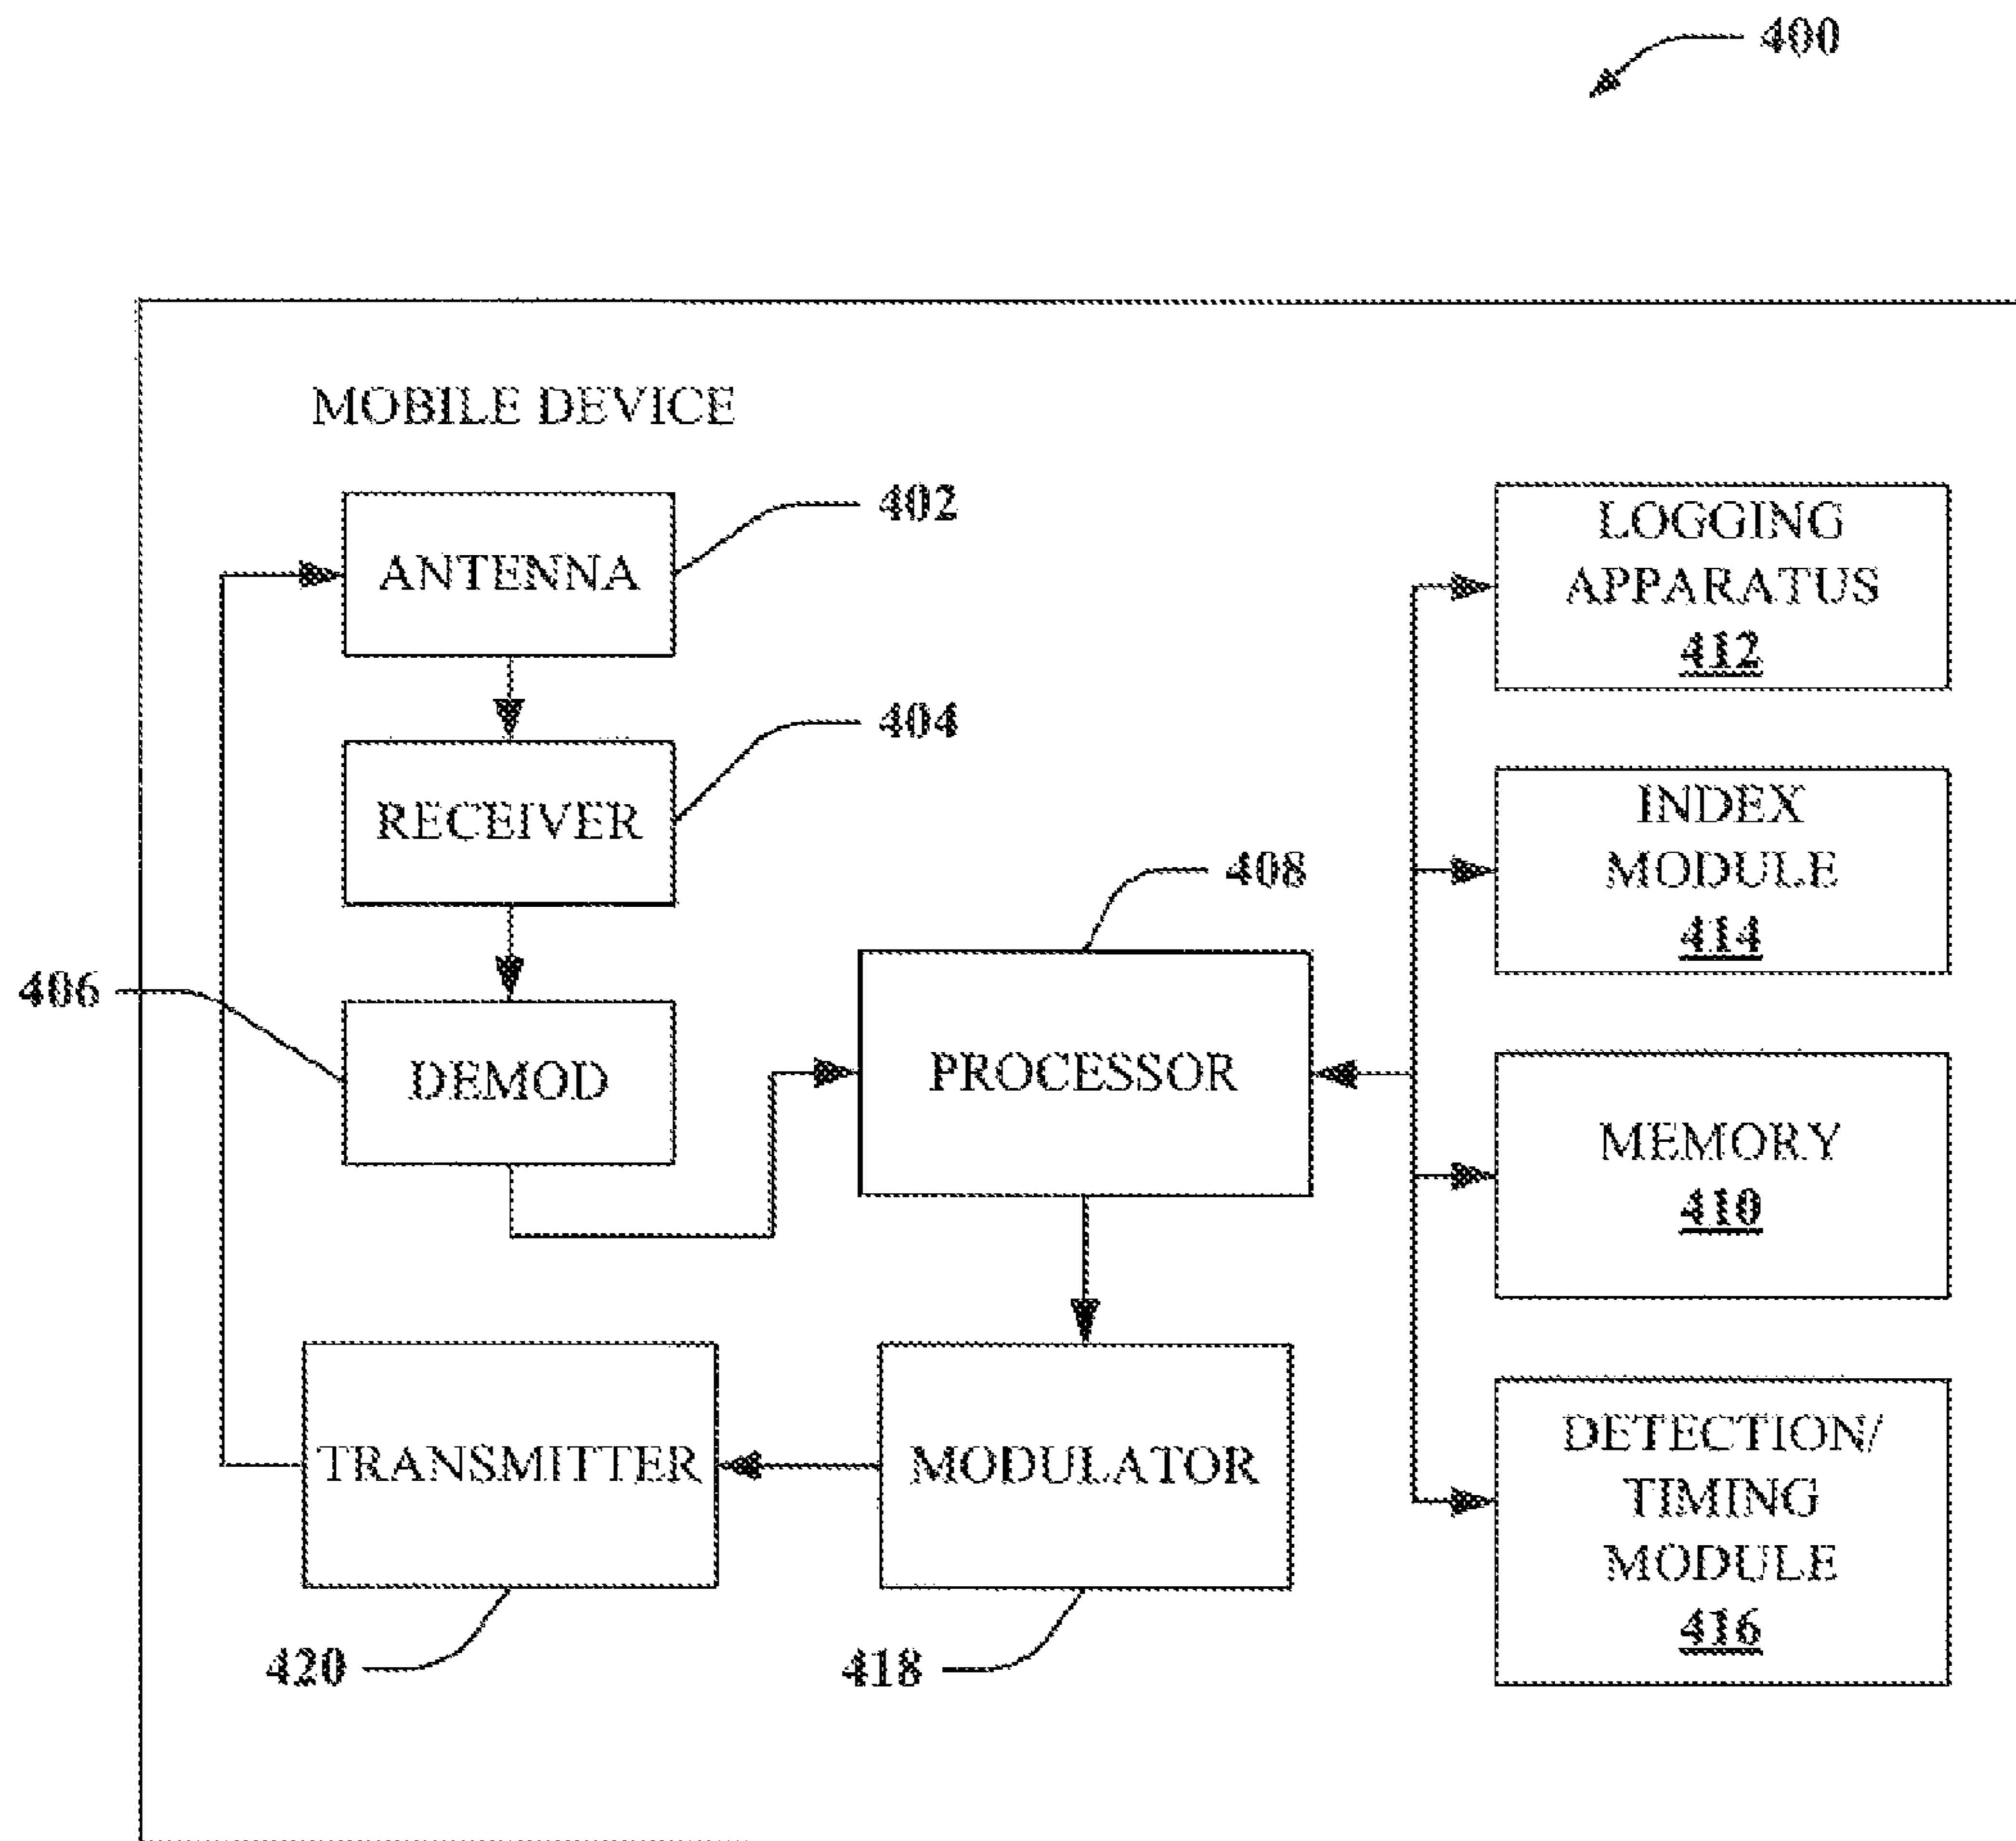 400
MOBILE DEVICE
402
ANTENNA
LOGGING
APPARATUS
412
404
RECEIVER
INDEX
MODULE
414
408
406
DEMOD
PROCESSOR
MEMORY
410
TRANSMITTER
MODULATOR
DETECTION/
TIMING
MODULE
416
420
418